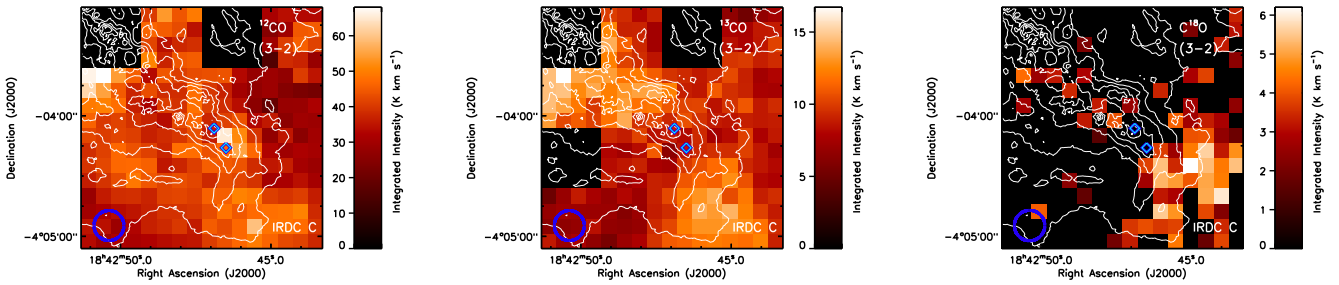 ¹²CO
(3-2)
IRDC C
Declination (J2000)
-04'00"
-4°05'00"
18ʰ42ᵐ50ˢ.0
45ˢ.0
Right Ascension (J2000)
60
50
40
30
20
10
0
Integrated Intensity (K km s⁻¹)
¹³CO
(3-2)
IRDC C
Declination (J2000)
-04'00"
-4°05'00"
18ʰ42ᵐ50ˢ.0
45ˢ.0
Right Ascension (J2000)
15
10
5
0
Integrated Intensity (K km s⁻¹)
C¹⁸O
(3-2)
IRDC C
Declination (J2000)
-04'00"
-4°05'00"
18ʰ42ᵐ50ˢ.0
45ˢ.0
Right Ascension (J2000)
6
5
4
3
2
1
0
Integrated Intensity (K km s⁻¹)